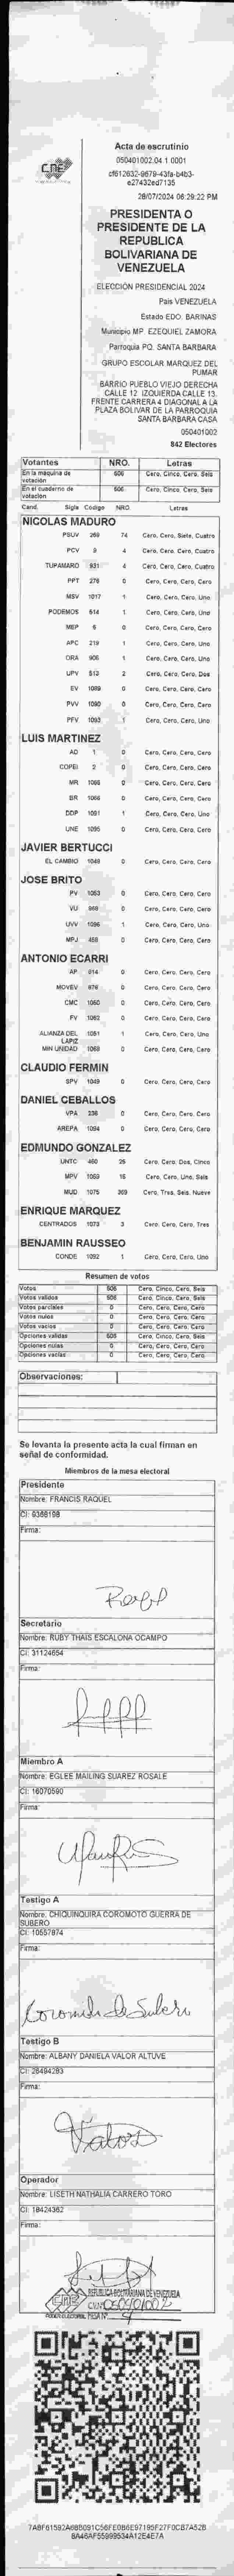 CNE
Acta de escrutinio
050401002.04.1.0001
cf612632-9679-43fa-b4b3-
e27432ed7135
28/07/2024 06:29:22 PM
PRESIDENTA O
PRESIDENTE DE LA
REPUBLICA
BOLIVARIANA DE
VENEZUELA
ELECCIÓN PRESIDENCIAL 2024
País VENEZUELA
Estado EDO. BARINAS
Municipio MP. EZEQUIEL ZAMORA
Parroquia PQ. SANTA BARBARA
GRUPO ESCOLAR MARQUEZ DEL
PUMAR
BARRIO PUEBLO VIEJO DERECHA
CALLE 12. IZQUIERDA CALLE 13.
FRENTE CARRERA 4 DIAGONAL A LA
PLAZA BOLIVAR DE LA PARROQUIA
SANTA BARBARA CASA
050401002
842 Electores
Votantes NRO. Letras
En la máquina de votación 506 Cero, Cinco, Cero, Seis
En el cuaderno de votación 506 Cero, Cinco, Cero, Seis
Cand. Sigla Codigo NRO. Letras
NICOLAS MADURO
PSUV 269 74 Cero, Cero, Siete, Cuatro
PCV 9 4 Cero, Cero, Cero, Cuatro
TUPAMARO 931 4 Cero, Cero, Cero, Cuatro
PPT 276 0 Cero, Cero, Cero, Cero
MSV 1017 1 Cero, Cero, Cero, Uno
PODEMOS 514 1 Cero, Cero, Cero, Uno
MEP 5 0 Cero, Cero, Cero, Cero
APC 219 1 Cero, Cero, Cero, Uno
ORA 906 1 Cero, Cero, Cero, Uno
UPV 512 2 Cero, Cero, Cero, Dos
EV 1089 0 Cero, Cero, Cero, Cero
PVV 1090 0 Cero, Cero, Cero, Cero
PFV 1093 1 Cero, Cero, Cero, Uno
LUIS MARTINEZ
AD 1 0 Cero, Cero, Cero, Cero
COPEI 2 0 Cero, Cero, Cero, Cero
MR 1065 0 Cero, Cero, Cero, Cero
BR 1066 0 Cero, Cero, Cero, Cero
DDP 1091 1 Cero, Cero, Cero, Uno
UNE 1095 0 Cero, Cero, Cero, Cero
JAVIER BERTUCCI
EL CAMBIO 1048 0 Cero, Cero, Cero, Cero
JOSE BRITO
PV 1053 0 Cero, Cero, Cero, Cero
VU 969 0 Cero, Cero, Cero, Cero
UVV 1096 1 Cero, Cero, Cero, Uno
MPJ 458 0 Cero, Cero, Cero, Cero
ANTONIO ECARRI
AP 814 0 Cero, Cero, Cero, Cero
MOVEV 876 0 Cero, Cero, Cero, Cero
CMC 1050 0 Cero, Cero, Cero, Cero
FV 1062 0 Cero, Cero, Cero, Cero
ALIANZA DEL LAPIZ 1051 1 Cero, Cero, Cero, Uno
MIN UNIDAD 1068 0 Cero, Cero, Cero, Cero
CLAUDIO FERMIN
SPV 1049 0 Cero, Cero, Cero, Cero
DANIEL CEBALLOS
VPA 236 0 Cero, Cero, Cero, Cero
AREPA 1094 0 Cero, Cero, Cero, Cero
EDMUNDO GONZALEZ
UNTC 460 25 Cero, Cero, Dos, Cinco
MPV 1059 16 Cero, Cero, Uno, Seis
MUD 1075 369 Cero, Tres, Seis, Nueve
ENRIQUE MARQUEZ
CENTRADOS 1073 3 Cero, Cero, Cero, Tres
BENJAMIN RAUSSEO
CONDE 1092 1 Cero, Cero, Cero, Uno
Resumen de votos
Votos 506 Cero, Cinco, Cero, Seis
Votos validos 506 Cero, Cinco, Cero, Seis
Votos parciales 0 Cero, Cero, Cero, Cero
Votos nulos 0 Cero, Cero, Cero, Cero
Votos vacios 0 Cero, Cero, Cero, Cero
Opciones validas 506 Cero, Cinco, Cero, Seis
Opciones nulas 0 Cero, Cero, Cero, Cero
Opciones vacias 0 Cero, Cero, Cero, Cero
Observaciones:
Se levanta la presente acta la cual firman en
señal de conformidad.
Miembros de la mesa electoral
Presidente
Nombre: FRANCIS RAQUEL
CI: 9388198
Firma:
Secretario
Nombre: RUBY THAIS ESCALONA OCAMPO
CI: 31124654
Firma:
Miembro A
Nombre: EGLEE MAILING SUAREZ ROSALE
CI: 16070590
Firma:
Testigo A
Nombre: CHIQUINQUIRA COROMOTO GUERRA DE
SUBERO
CI: 10557874
Firma:
Coromoto de Subero
Testigo B
Nombre: ALBANY DANIELA VALOR ALTUVE
CI: 26494283
Firma:
Valor
Operador
Nombre: LISETH NATHALIA CARRERO TORO
CI: 18424362
Firma:
CNE REPUBLICA BOLIVARIANA DE VENEZUELA
C.V. Nº 050401002
PODER ELECTORAL MESA Nº 4
7A8F61592A68B091C56FE0B6E97195F27F0CB7A52B
8A46AF55999534A12E4E7A